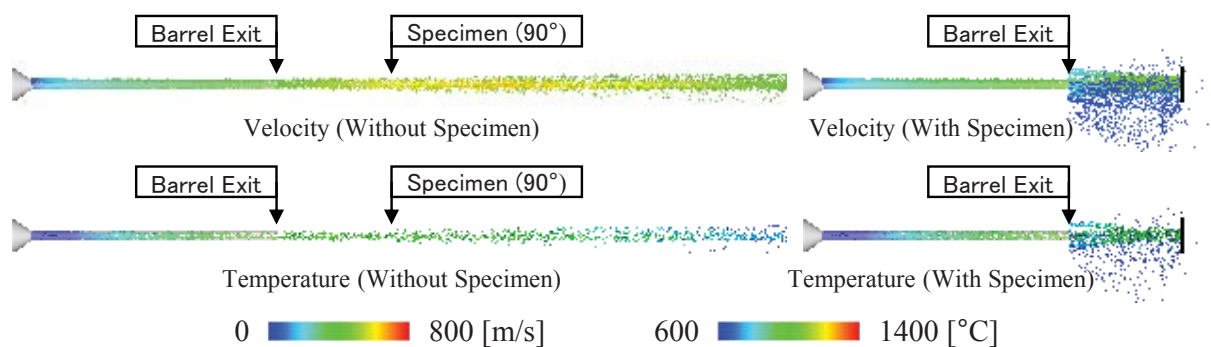 Barrel Exit
Specimen (90°)
Barrel Exit
Velocity (Without Specimen)
Velocity (With Specimen)
Barrel Exit
Specimen (90°)
Barrel Exit
Temperature (Without Specimen)
Temperature (With Specimen)
0 800 [m/s]
600 1400 [°C]